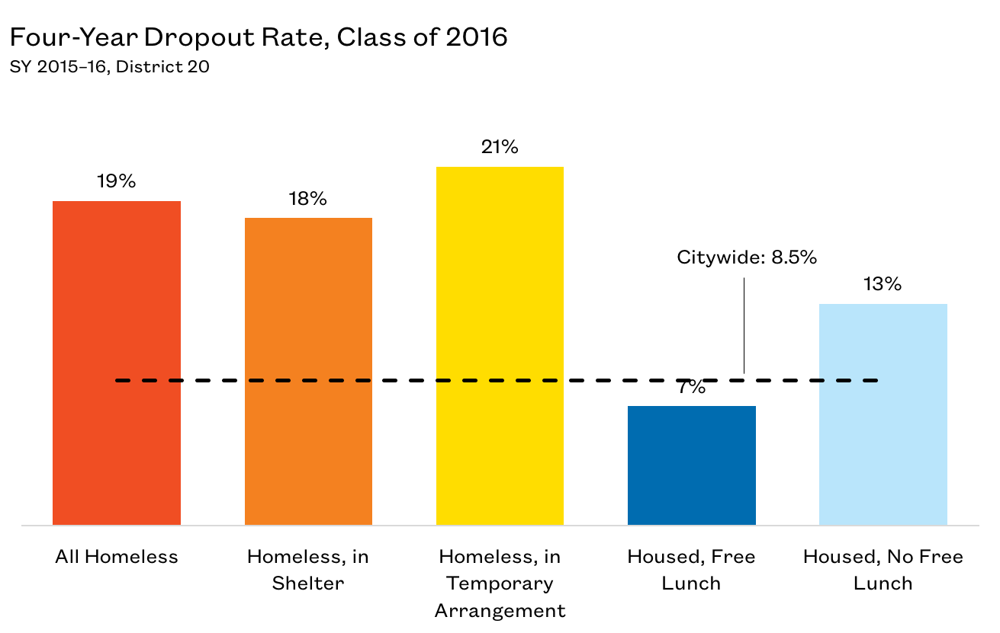 Four-Year Dropout Rate, Class of 2016
SY 2015–16, District 20
21%
19%
18%
Citywide: 8.5%
13%
7%
All Homeless
Homeless, in
Shelter
Homeless, in
Temporary
Arrangement
Housed, Free
Lunch
Housed, No Free
Lunch